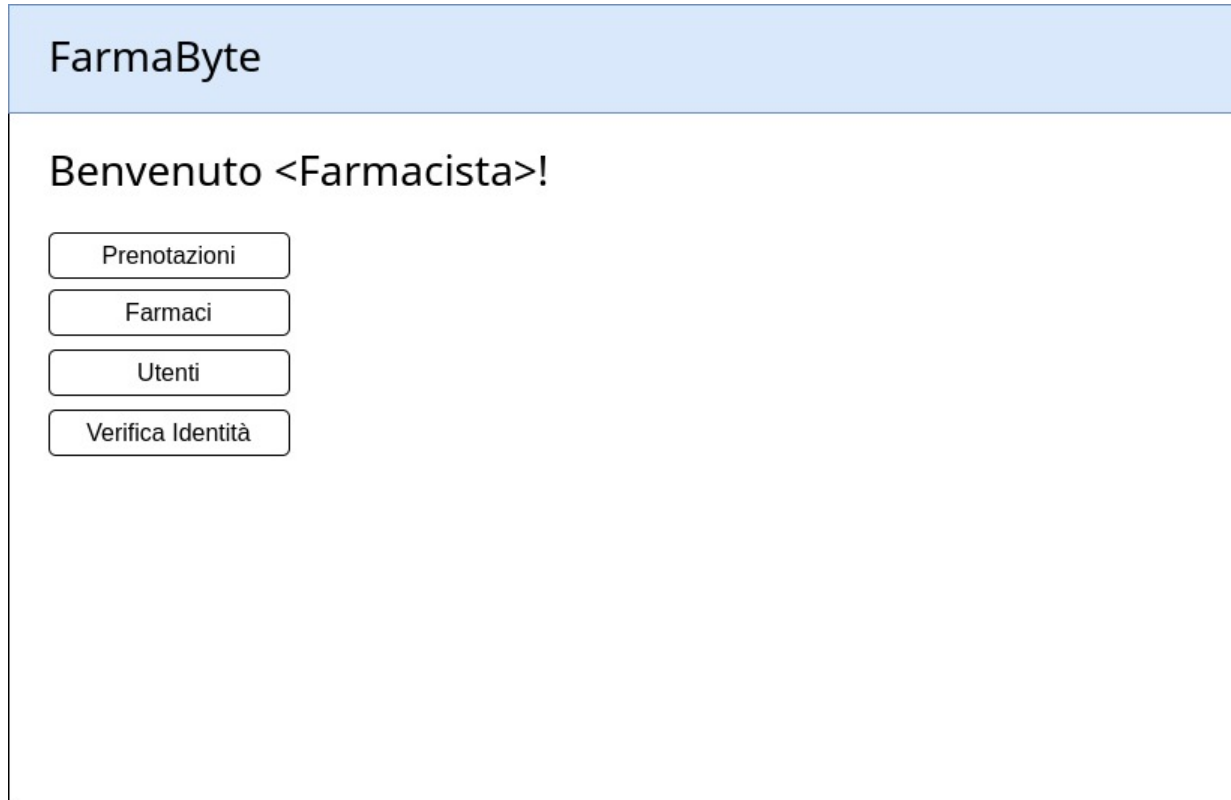 FarmaByte
Benvenuto <Farmacista>!
Prenotazioni
Farmaci
Utenti
Verifica Identità